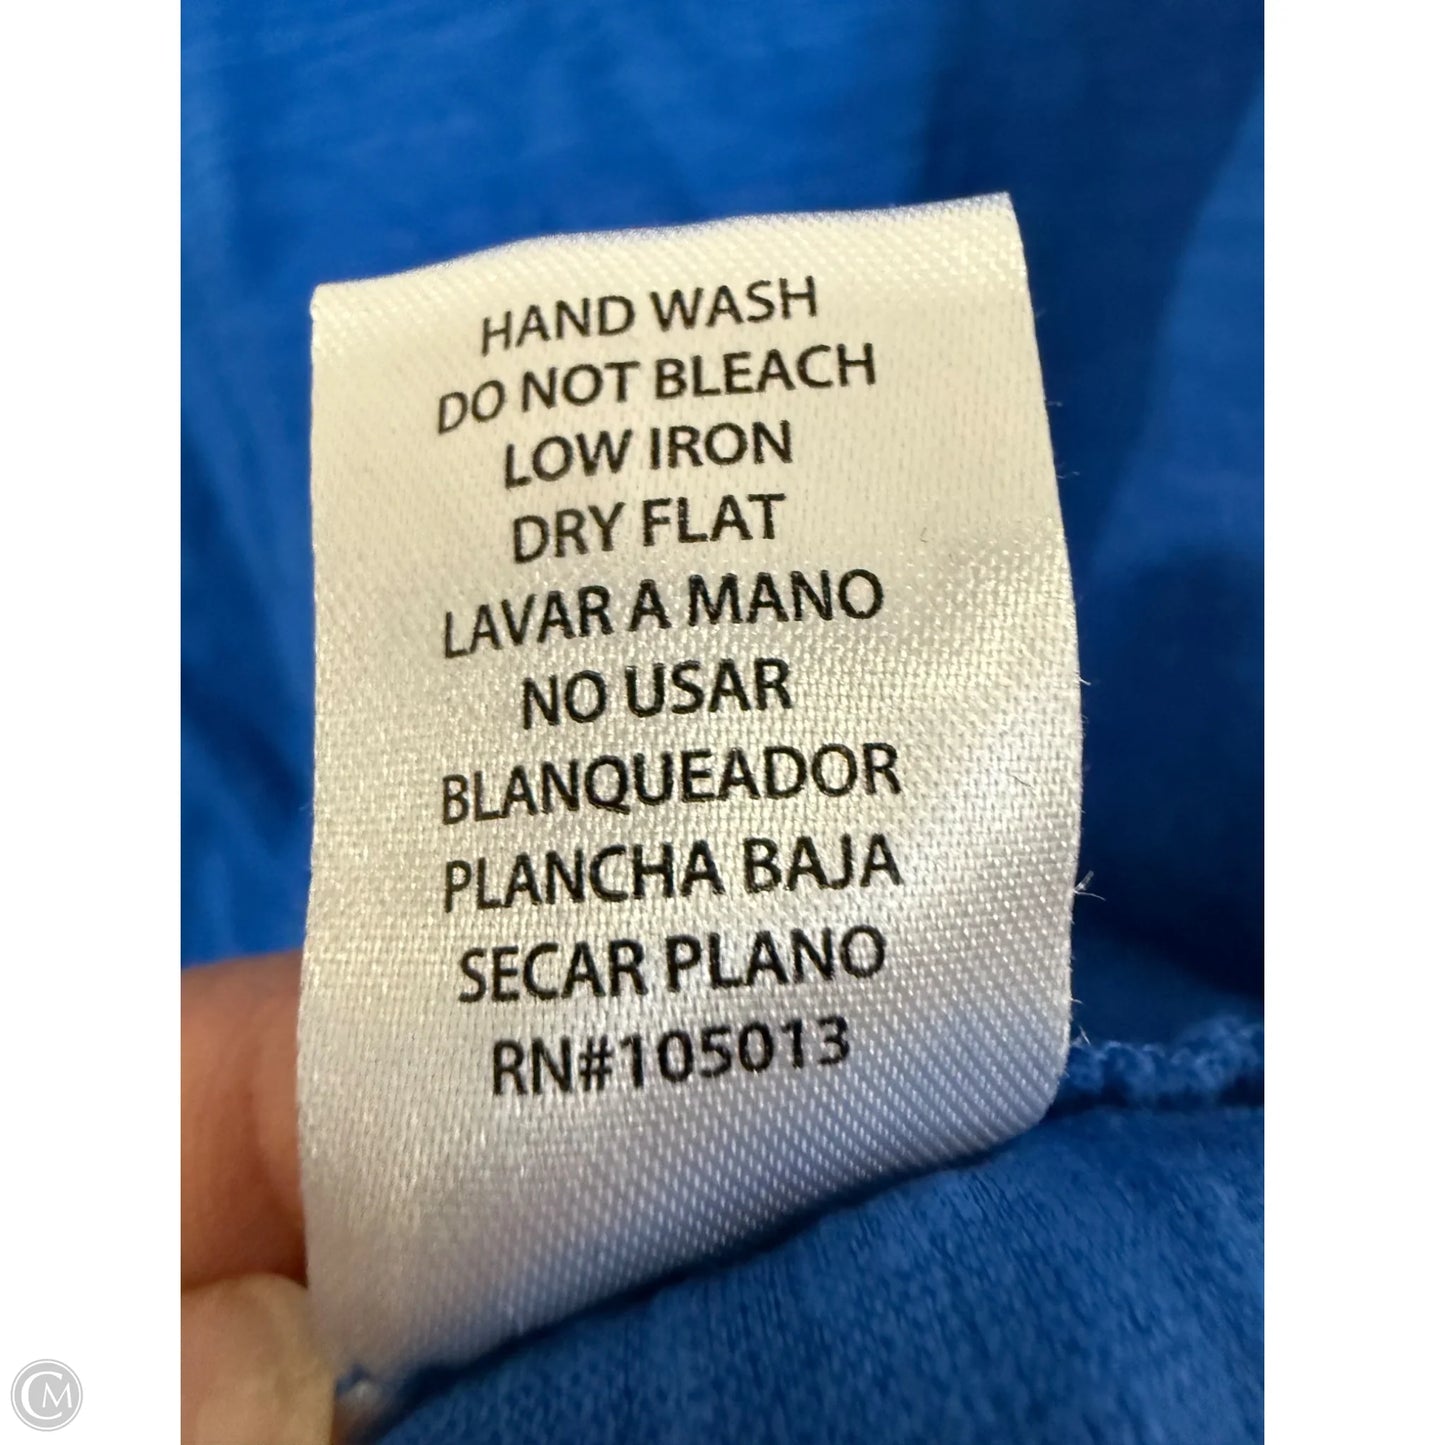 HAND WASH
DO NOT BLEACH
LOW IRON
DRY FLAT
LAVAR A MANO
NO USAR
BLANQUEADOR
PLANCHA BAJA
SECAR PLANO
RN#105013
CM